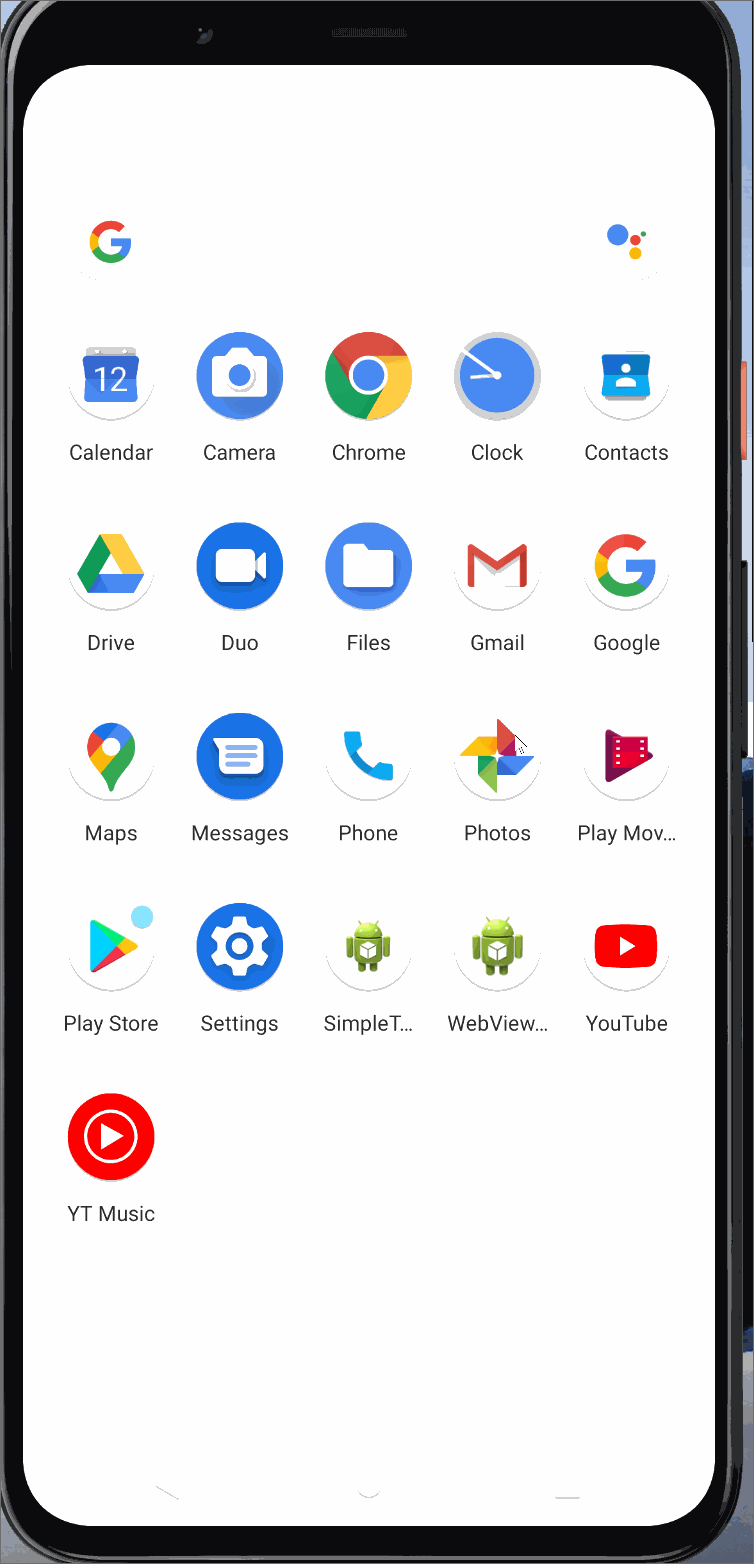 12
Calendar Camera Chrome Clock Contacts
Drive Duo Files Gmail Google
Maps Messages Phone Photos Play Mov...
Play Store Settings SimpleT... WebView... YouTube
YT Music